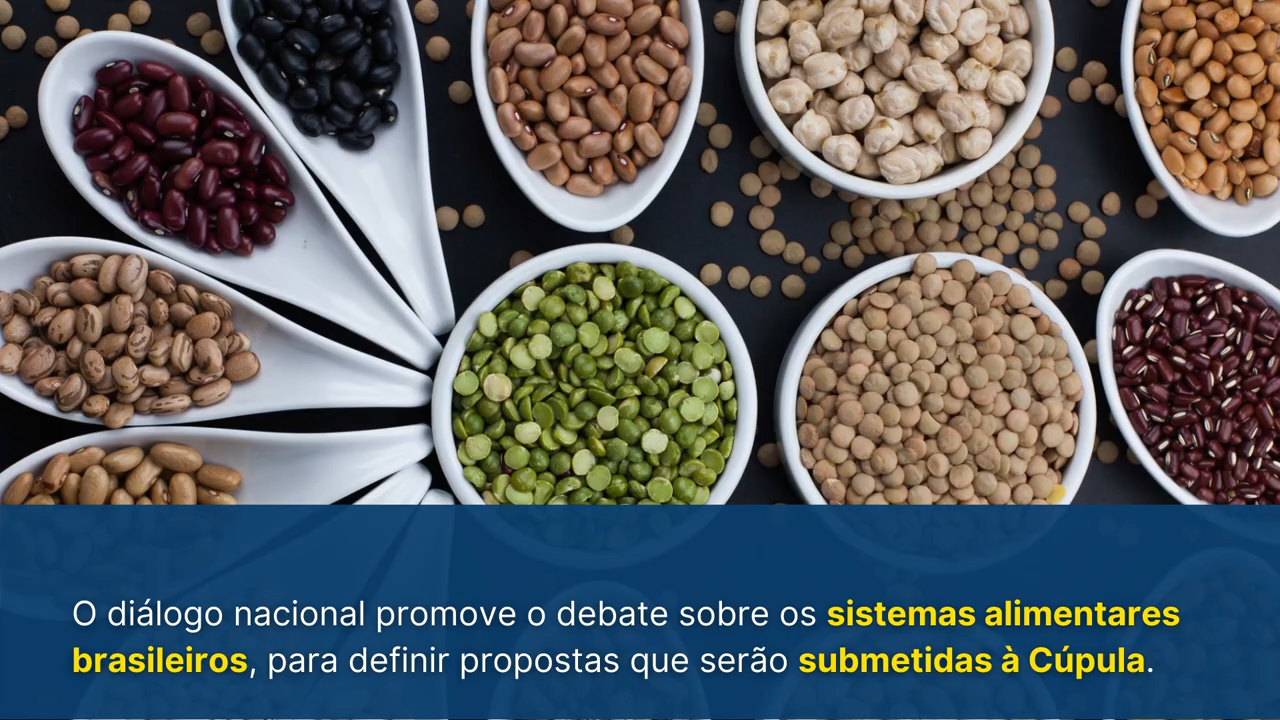 O diálogo nacional promove o debate sobre os sistemas alimentares
brasileiros, para definir propostas que serão submetidas à Cúpula.